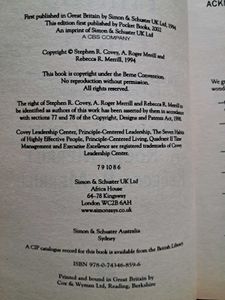 First published in Great Britain by Simon & Schuster UK Ltd, 1994
This edition first published by Pocket Books, 2002
An imprint of Simon & Schuster UK Ltd
A CBS COMPANY
Copyright © Stephen R. Covey, A. Roger Merrill and
Rebecca R. Merrill, 1994
This book is copyright under the Berne Convention.
No reproduction without permission.
All rights reserved.
The right of Stephen R. Covey, A. Roger Merrill and Rebecca R. Merrill to
be identified as authors of this work has been asserted by them in accordance
with sections 77 and 78 of the Copyright, Designs and Patents Act, 1988.
Covey Leadership Center, Principle-Centered Leadership, The Seven Habits
of Highly Effective People, Principle-Centered Living, Quadrant II Time
Management and Executive Excellence are registered trademarks of Covey
Leadership Center.
7 9 10 8 6
Simon & Schuster UK Ltd
Africa House
64-78 Kingsway
London WC2B 6AH
www.simonsays.co.uk
Simon & Schuster Australia
Sydney
A CIP catalogue record for this book is available from the British Library
ISBN 978-0-74346-859-6
Printed and bound in Great Britain by
Cox & Wyman Ltd, Reading, Berkshire
ACK
We